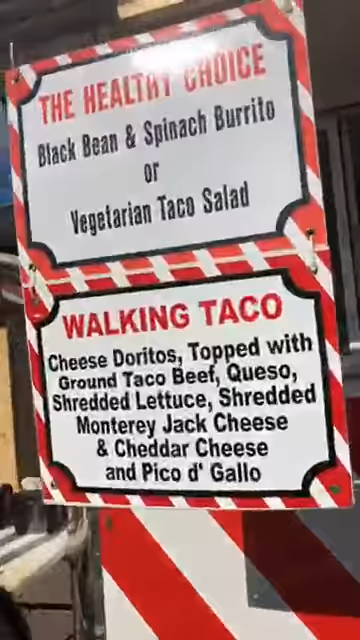 THE HEALTHY CHOICE
Black Bean & Spinach Burrito
or
Vegetarian Taco Salad
WALKING TACO
Cheese Doritos, Topped with
Ground Taco Beef, Queso,
Shredded Lettuce, Shredded
Monterey Jack Cheese
& Cheddar Cheese
and Pico d' Gallo